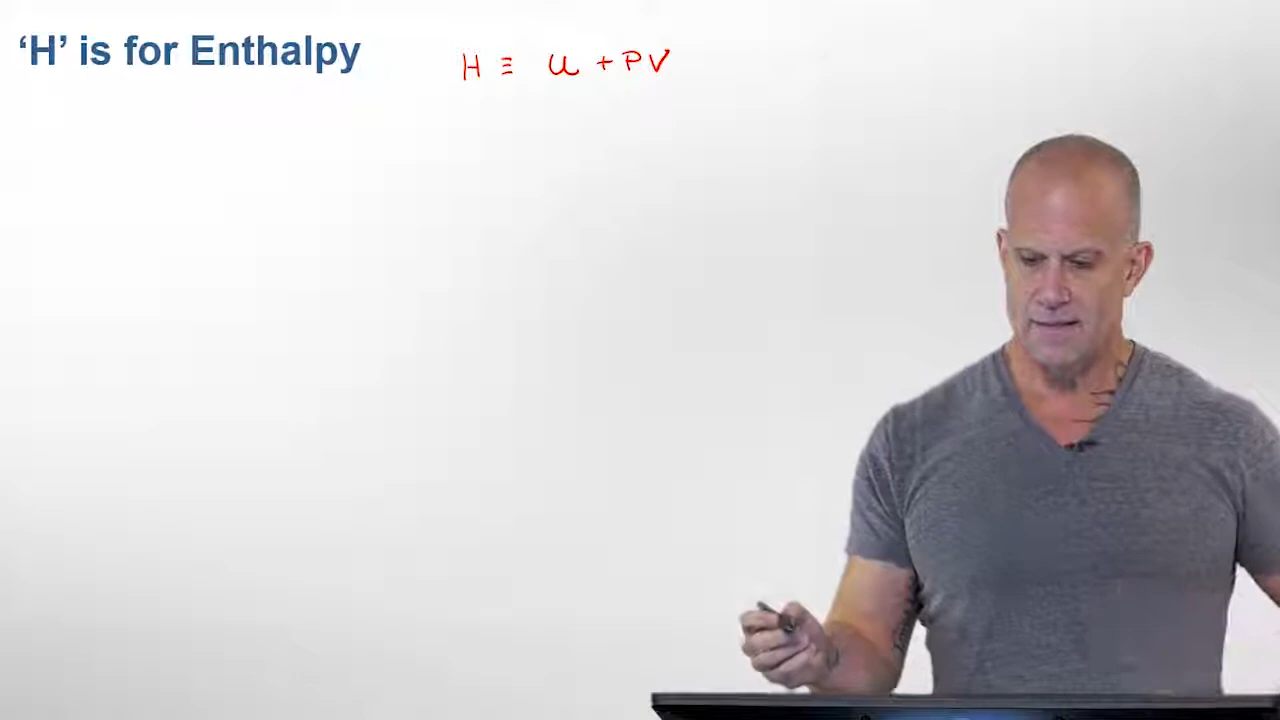 ‘H’ is for Enthalpy
H ≡ U + PV